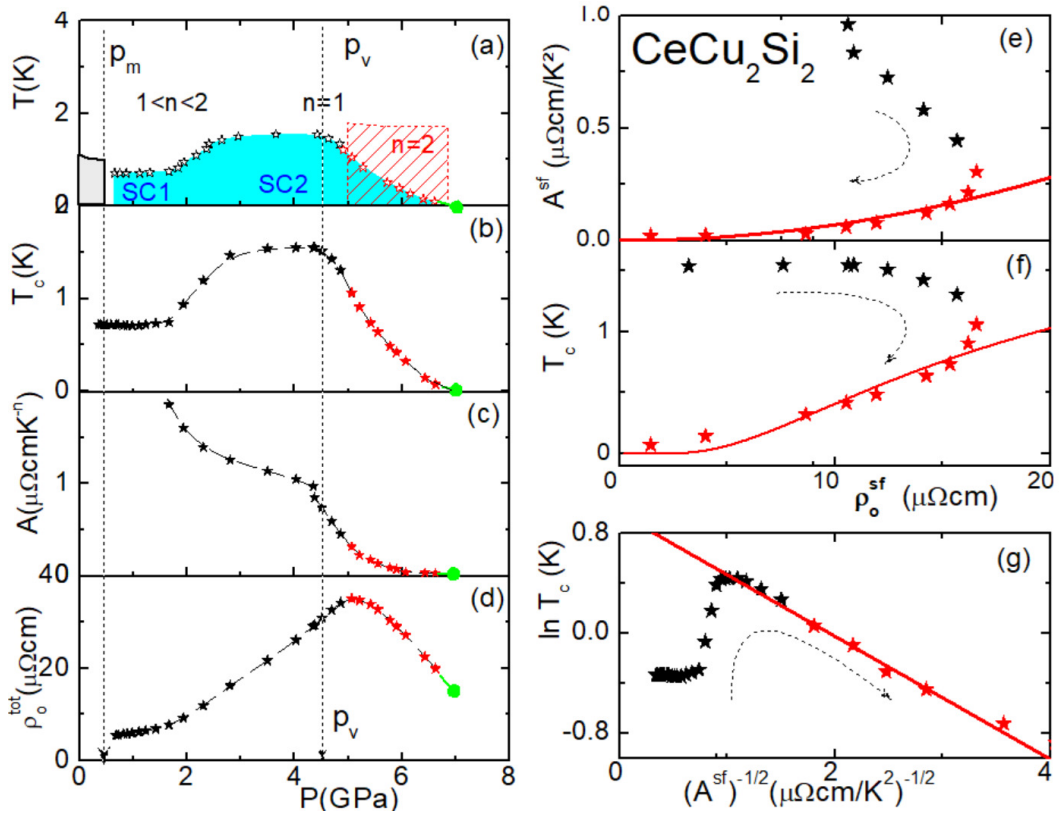 4
(a)
p_m
p_v
T(K)
2
1<n<2
n=1
n=2
SC1
SC2
0
2
(b)
T_c(K)
1
0
(c)
A(μΩcmK^-n)
1
0
40
(d)
ρ_o^tot(μΩcm)
20
p_v
0
0 2 4 6 8
P(GPa)
1.0
(e)
CeCu₂Si₂
A^sf (μΩcm/K²)
0.5
0.0
(f)
T_c (K)
1
0
0 10 20
ρ_o^sf (μΩcm)
0.8
(g)
ln T_c (K)
0.0
-0.8
0 2 4
(A^sf)^-1/2(μΩcm/K²)^-1/2